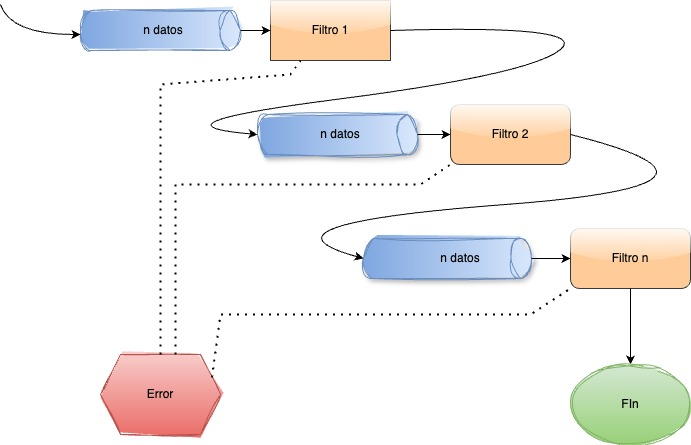 n datos
Filtro 1
n datos
Filtro 2
n datos
Filtro n
Error
FIn